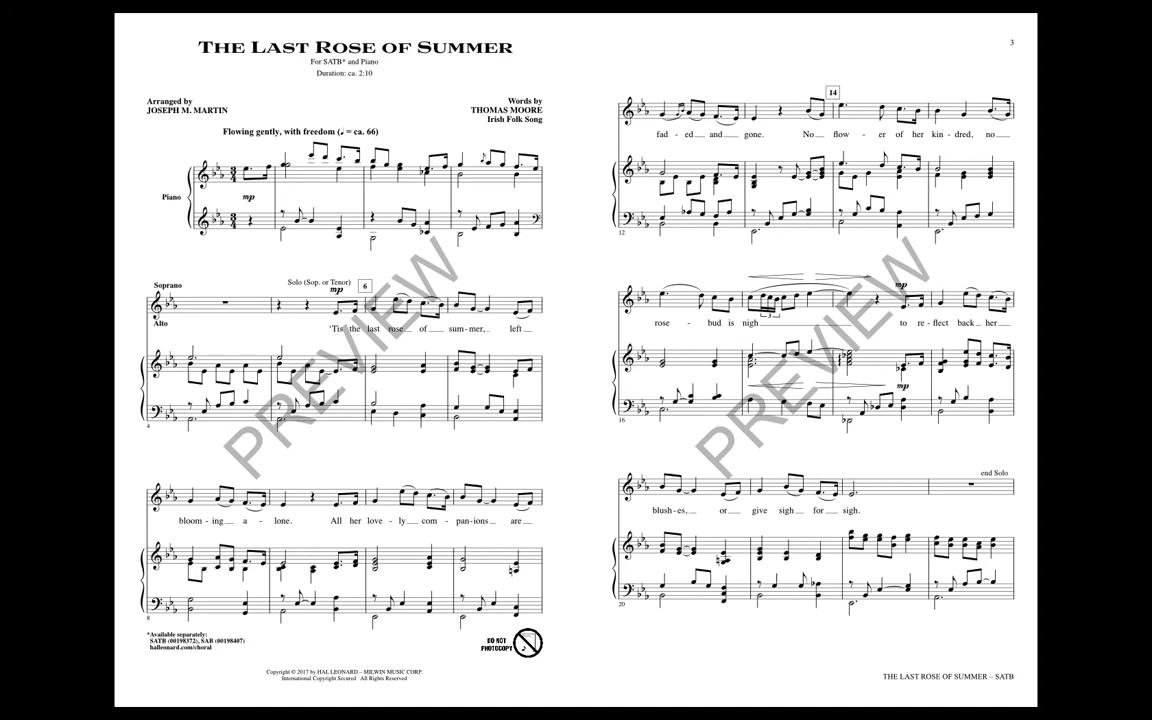 THE LAST ROSE OF SUMMER
For SATB* and Piano
Duration: ca. 2:10
Arranged by
JOSEPH M. MARTIN
Words by
THOMAS MOORE
Irish Folk Song
Flowing gently, with freedom (♩ = ca. 66)
Piano
mp
Soprano
Alto
Solo (Sop. or Tenor)
mp
6
'Tis the last rose of sum-mer, left
4
bloom - ing a - lone. All her love - ly com - pan-ions are
8
*Available separately:
SATB (00198372), SAB (00198407)
halleonard.com/choral
DO NOT
PHOTOCOPY
Copyright © 2017 by HAL LEONARD – MILWIN MUSIC CORP.
International Copyright Secured All Rights Reserved
PREVIEW
3
14
fad - ed and gone. No flow - er of her kin - dred, no
12
mp
rose - bud is nigh to re - flect back her
3
mp
16
end Solo
blush - es, or give sigh for sigh.
20
THE LAST ROSE OF SUMMER – SATB
PREVIEW